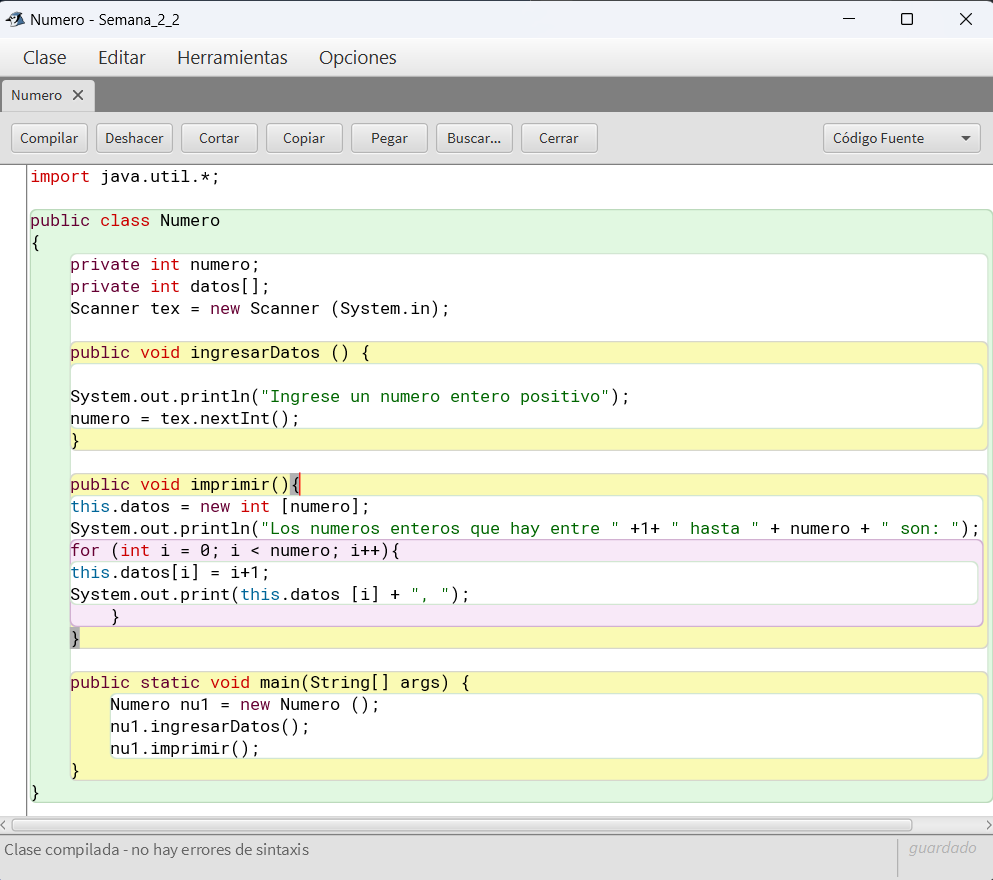 Numero - Semana_2_2
Clase Editar Herramientas Opciones
Numero
Compilar Deshacer Cortar Copiar Pegar Buscar... Cerrar Código Fuente
import java.util.*;
public class Numero
{
private int numero;
private int datos[];
Scanner tex = new Scanner (System.in);
public void ingresarDatos () {
System.out.println("Ingrese un numero entero positivo");
numero = tex.nextInt();
}
public void imprimir(){
this.datos = new int [numero];
System.out.println("Los numeros enteros que hay entre " +1+ " hasta " + numero + " son: ");
for (int i = 0; i < numero; i++){
this.datos[i] = i+1;
System.out.print(this.datos [i] + ", ");
}
}
public static void main(String[] args) {
Numero nu1 = new Numero ();
nu1.ingresarDatos();
nu1.imprimir();
}
}
Clase compilada - no hay errores de sintaxis
guardado